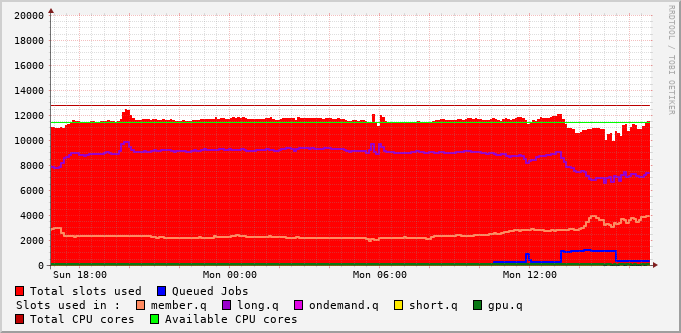 20000
18000
16000
14000
12000
10000
8000
6000
4000
2000
0
Sun 18:00 Mon 00:00 Mon 06:00 Mon 12:00
RRDTOOL / TOBI OETIKER
Total slots used Queued Jobs
Slots used in : member.q long.q ondemand.q short.q gpu.q
Total CPU cores Available CPU cores